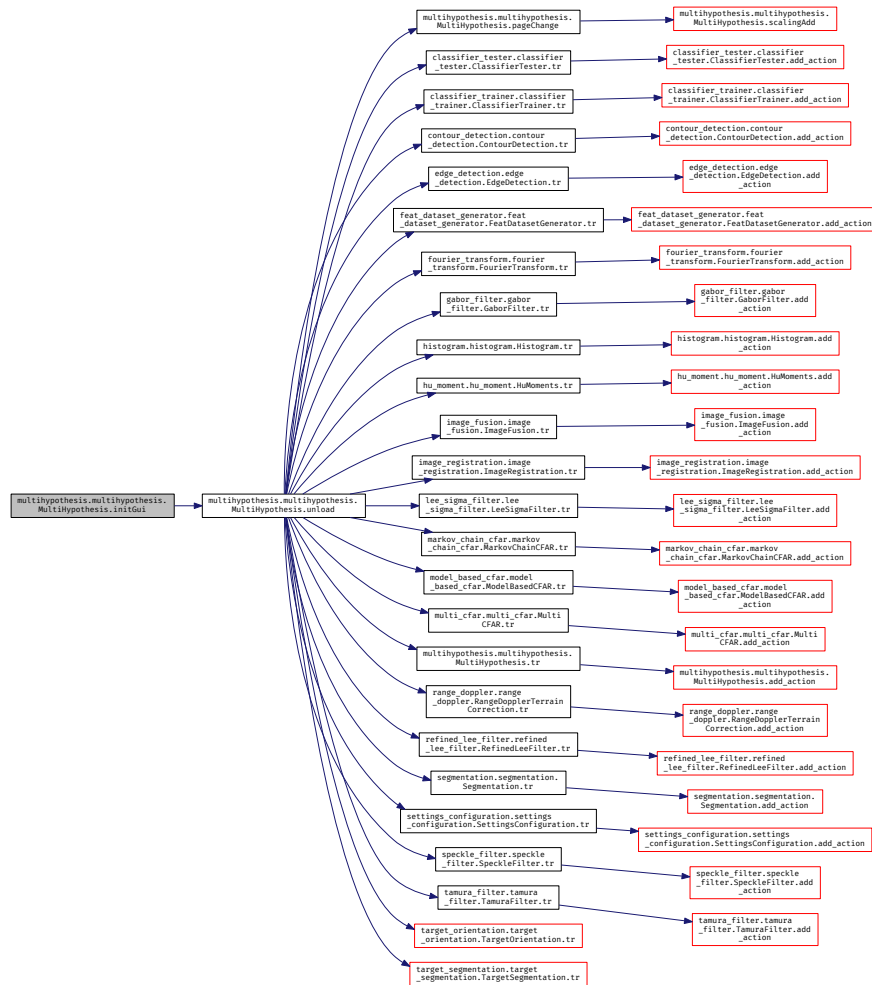 multihypothesis.multihypothesis.
MultiHypothesis.initGui
multihypothesis.multihypothesis.
MultiHypothesis.unload
multihypothesis.multihypothesis.
MultiHypothesis.pageChange
multihypothesis.multihypothesis.
MultiHypothesis.scalingAdd
classifier_tester.classifier
_tester.ClassifierTester.tr
classifier_tester.classifier
_tester.ClassifierTester.add_action
classifier_trainer.classifier
_trainer.ClassifierTrainer.tr
classifier_trainer.classifier
_trainer.ClassifierTrainer.add_action
contour_detection.contour
_detection.ContourDetection.tr
contour_detection.contour
_detection.ContourDetection.add_action
edge_detection.edge
_detection.EdgeDetection.tr
edge_detection.edge
_detection.EdgeDetection.add
_action
feat_dataset_generator.feat
_dataset_generator.FeatDatasetGenerator.tr
feat_dataset_generator.feat
_dataset_generator.FeatDatasetGenerator.add_action
fourier_transform.fourier
_transform.FourierTransform.tr
fourier_transform.fourier
_transform.FourierTransform.add_action
gabor_filter.gabor
_filter.GaborFilter.tr
gabor_filter.gabor
_filter.GaborFilter.add
_action
histogram.histogram.Histogram.tr
histogram.histogram.Histogram.add
_action
hu_moment.hu_moment.HuMoments.tr
hu_moment.hu_moment.HuMoments.add
_action
image_fusion.image
_fusion.ImageFusion.tr
image_fusion.image
_fusion.ImageFusion.add
_action
image_registration.image
_registration.ImageRegistration.tr
image_registration.image
_registration.ImageRegistration.add_action
lee_sigma_filter.lee
_sigma_filter.LeeSigmaFilter.tr
lee_sigma_filter.lee
_sigma_filter.LeeSigmaFilter.add
_action
markov_chain_cfar.markov
_chain_cfar.MarkovChainCFAR.tr
markov_chain_cfar.markov
_chain_cfar.MarkovChainCFAR.add_action
model_based_cfar.model
_based_cfar.ModelBasedCFAR.tr
model_based_cfar.model
_based_cfar.ModelBasedCFAR.add
_action
multi_cfar.multi_cfar.Multi
CFAR.tr
multi_cfar.multi_cfar.Multi
CFAR.add_action
multihypothesis.multihypothesis.
MultiHypothesis.tr
multihypothesis.multihypothesis.
MultiHypothesis.add_action
range_doppler.range
_doppler.RangeDopplerTerrain
Correction.tr
range_doppler.range
_doppler.RangeDopplerTerrain
Correction.add_action
refined_lee_filter.refined
_lee_filter.RefinedLeeFilter.tr
refined_lee_filter.refined
_lee_filter.RefinedLeeFilter.add_action
segmentation.segmentation.
Segmentation.tr
segmentation.segmentation.
Segmentation.add_action
settings_configuration.settings
_configuration.SettingsConfiguration.tr
settings_configuration.settings
_configuration.SettingsConfiguration.add_action
speckle_filter.speckle
_filter.SpeckleFilter.tr
speckle_filter.speckle
_filter.SpeckleFilter.add
_action
tamura_filter.tamura
_filter.TamuraFilter.tr
tamura_filter.tamura
_filter.TamuraFilter.add
_action
target_orientation.target
_orientation.TargetOrientation.tr
target_segmentation.target
_segmentation.TargetSegmentation.tr